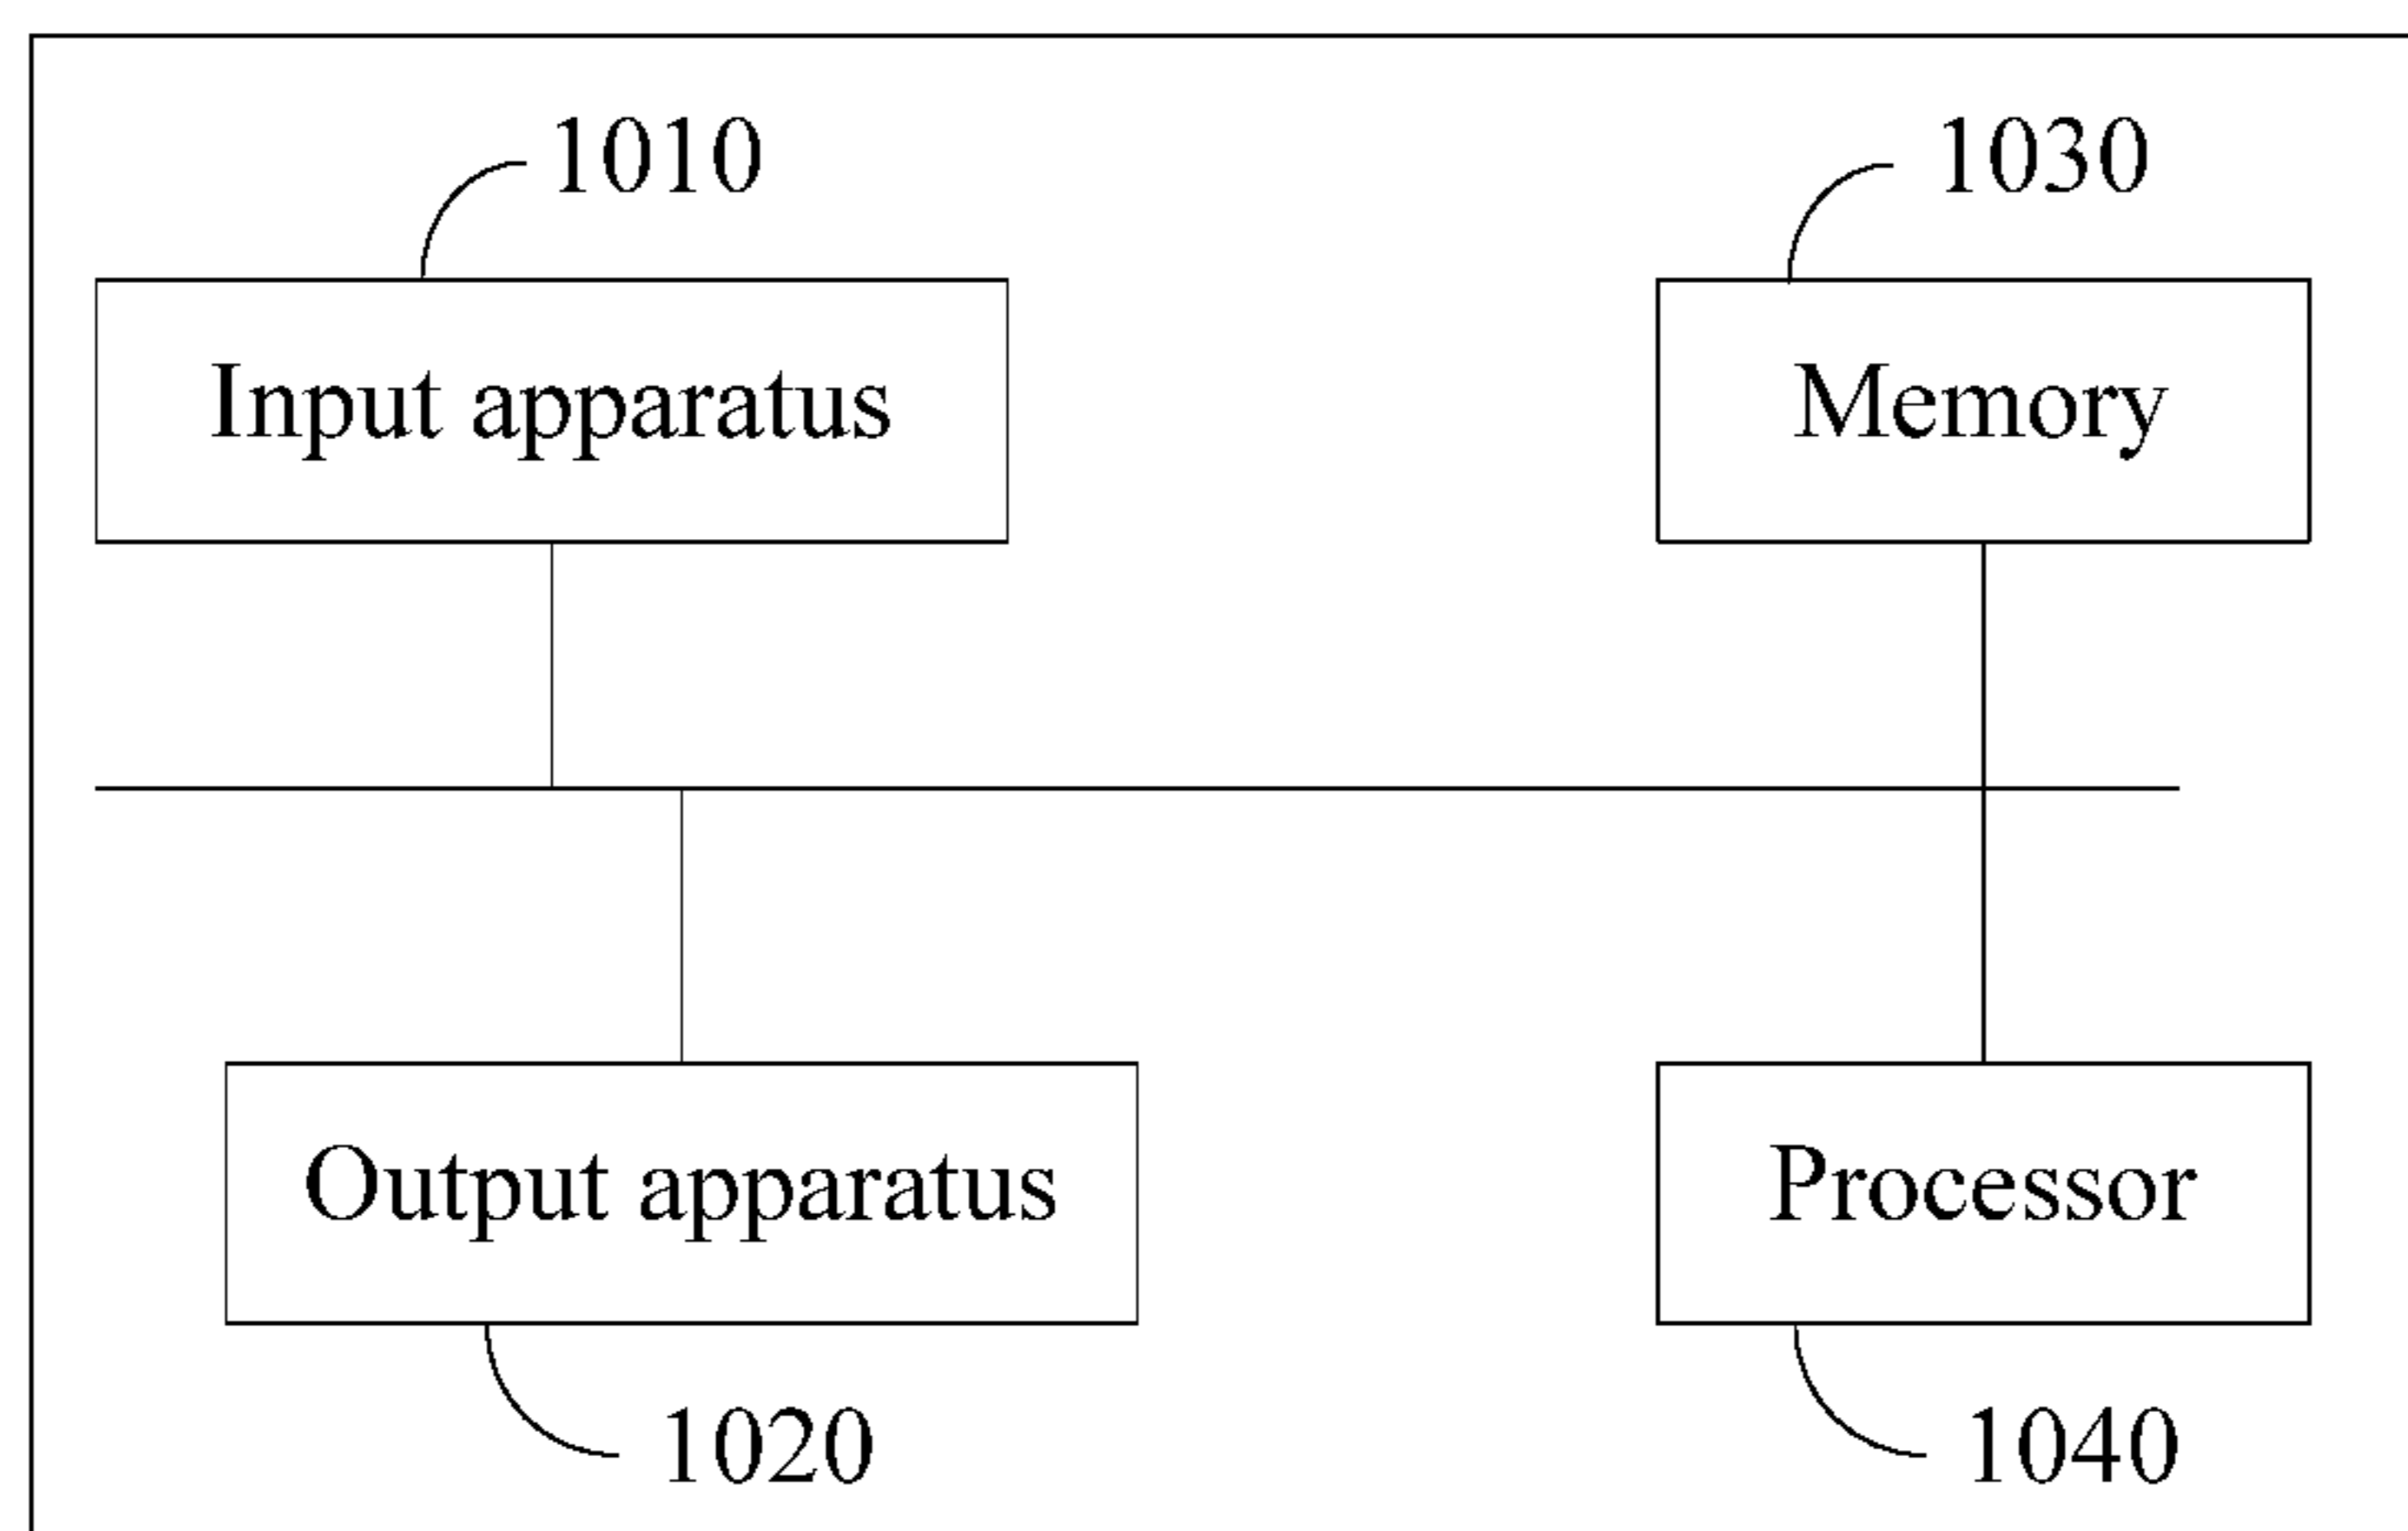 1010
1030
Input apparatus
Memory
Output apparatus
Processor
1020
1040